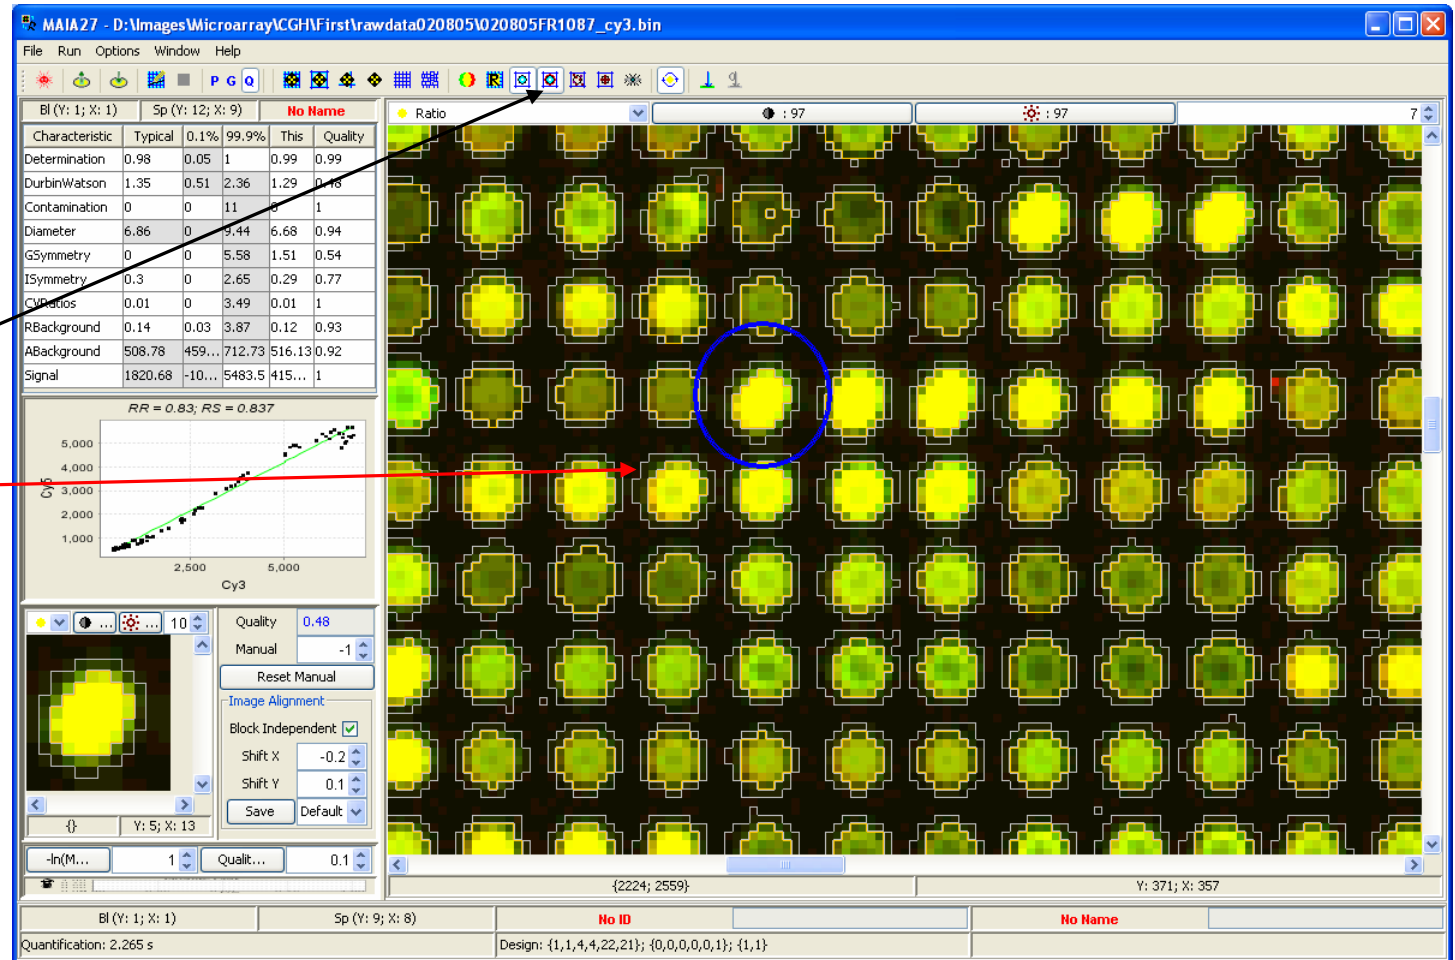 MAIA27 - D:\Images\Microarray\CGH\First\rawdata020805\020805FR1087_cy3.bin
File Run Options Window Help
P G Q
Bl (Y: 1; X: 1) Sp (Y: 12; X: 9) No Name
Ratio : 97 : 97 7
Characteristic Typical 0.1% 99.9% This Quality
Determination 0.98 0.05 1 0.99 0.99
DurbinWatson 1.35 0.51 2.36 1.29 0.48
Contamination 0 0 11 0 1
Diameter 6.86 0 9.44 6.68 0.94
GSymmetry 0 0 5.58 1.51 0.54
ISymmetry 0.3 0 2.65 0.29 0.77
CVRatios 0.01 0 3.49 0.01 1
RBackground 0.14 0.03 3.87 0.12 0.93
ABackground 508.78 459... 712.73 516.13 0.92
Signal 1820.68 -10... 5483.5 415... 1
RR = 0.83; RS = 0.837
5,000
4,000
3,000
2,000
1,000
Cy5
2,500 5,000
Cy3
... ... 10
Quality 0.48
Manual -1
Reset Manual
Image Alignment
Block Independent
Shift X -0.2
Shift Y 0.1
Save Default
{} Y: 5; X: 13
-ln(M... 1 Qualit... 0.1
{2224; 2559} Y: 371; X: 357
Bl (Y: 1; X: 1) Sp (Y: 9; X: 8) No ID No Name
Quantification: 2.265 s Design: {1,1,4,4,22,21}; {0,0,0,0,0,1}; {1,1}